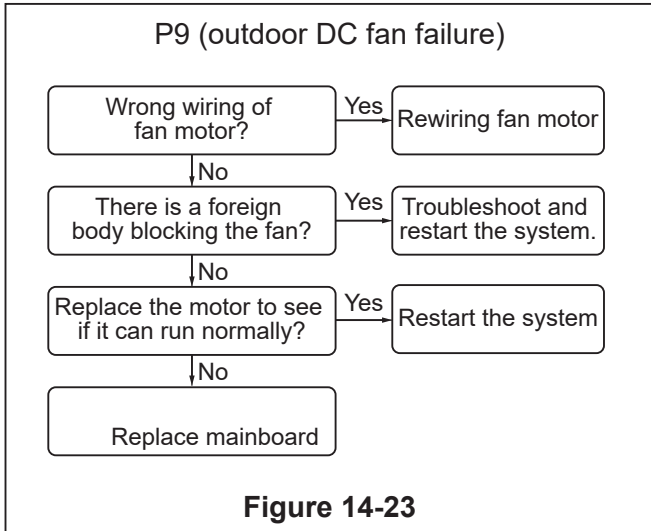 P9 (outdoor DC fan failure)
Wrong wiring of
fan motor?
Yes
Rewiring fan motor
No
There is a foreign
body blocking the fan?
Yes
Troubleshoot and
restart the system.
No
Replace the motor to see
if it can run normally?
Yes
Restart the system
No
Replace mainboard
Figure 14-23